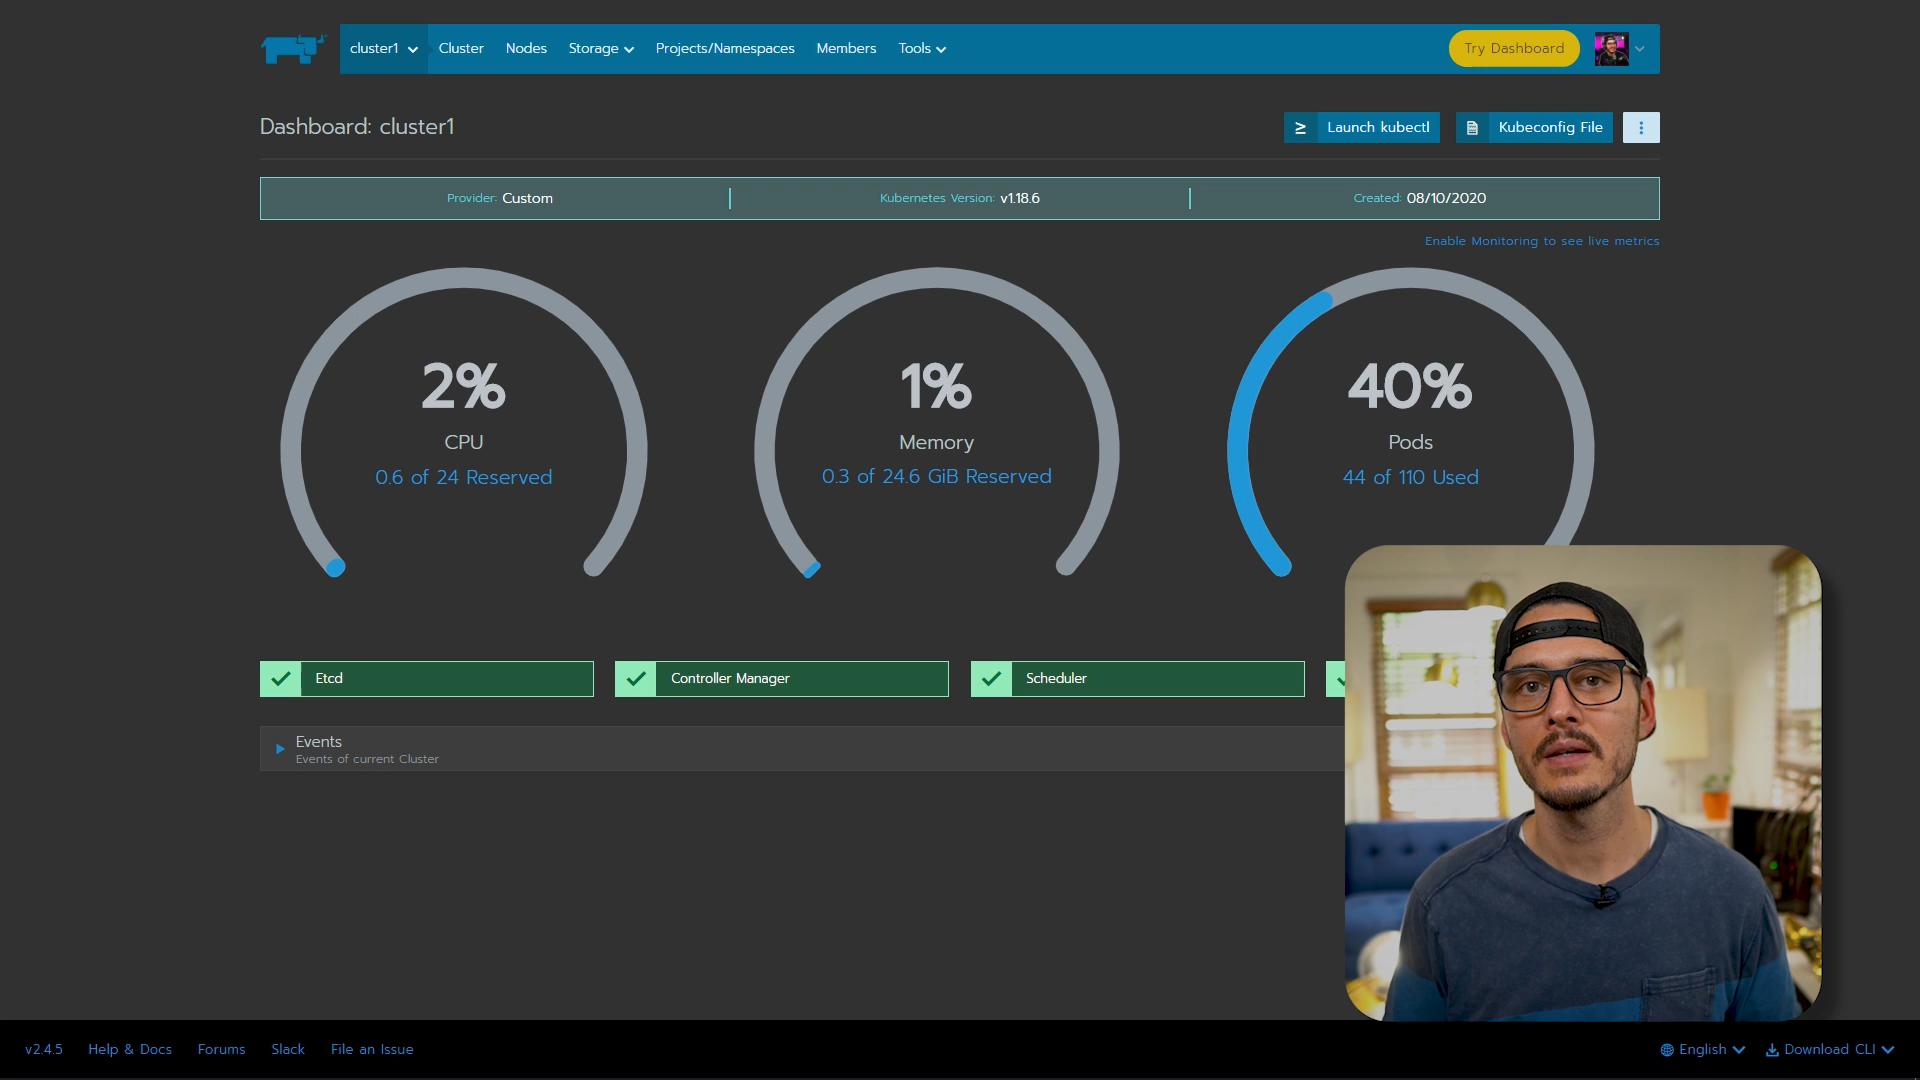 cluster1 Cluster Nodes Storage Projects/Namespaces Members Tools Try Dashboard
Dashboard: cluster1 Launch kubectl Kubeconfig File
Provider: Custom Kubernetes Version: v1.18.6 Created: 08/10/2020
Enable Monitoring to see live metrics
2% 1% 40%
CPU Memory Pods
0.6 of 24 Reserved 0.3 of 24.6 GiB Reserved 44 of 110 Used
Etcd Controller Manager Scheduler
Events
Events of current Cluster
v2.4.5 Help & Docs Forums Slack File an Issue English Download CLI